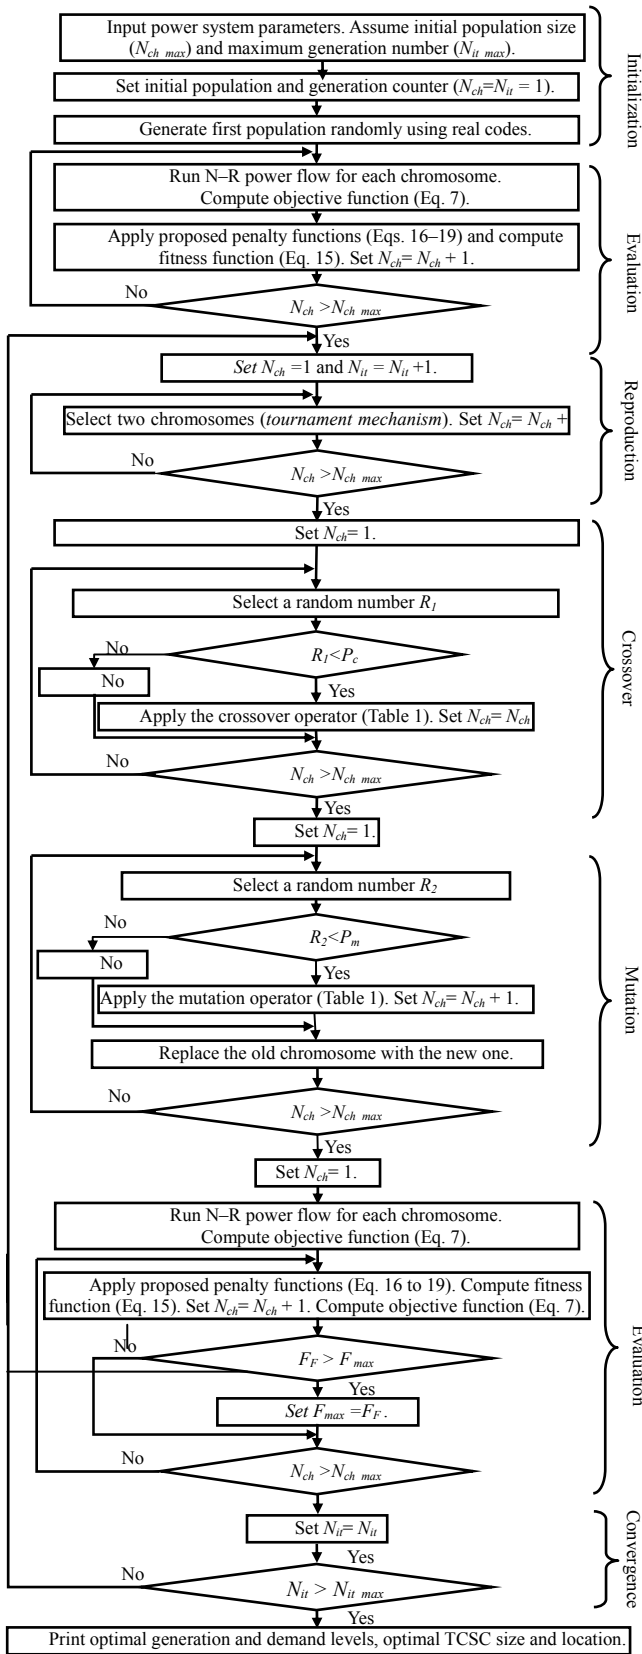 Input power system parameters. Assume initial population size
(N_ch max) and maximum generation number (N_it max).
Set initial population and generation counter (N_ch=N_it = 1).
Generate first population randomly using real codes.
Initialization
Run N–R power flow for each chromosome.
Compute objective function (Eq. 7).
Apply proposed penalty functions (Eqs. 16–19) and compute
fitness function (Eq. 15). Set N_ch= N_ch + 1.
No
N_ch >N_ch max
Yes
Evaluation
Set N_ch =1 and N_it = N_it +1.
Select two chromosomes (tournament mechanism). Set N_ch= N_ch +
No
N_ch >N_ch max
Yes
Reproduction
Set N_ch= 1.
Select a random number R_1
No
R_1<P_c
No
Yes
Apply the crossover operator (Table 1). Set N_ch= N_ch
No
N_ch >N_ch max
Yes
Crossover
Set N_ch= 1.
Select a random number R_2
No
R_2<P_m
No
Yes
Apply the mutation operator (Table 1). Set N_ch= N_ch + 1.
Replace the old chromosome with the new one.
No
N_ch >N_ch max
Yes
Mutation
Set N_ch= 1.
Run N–R power flow for each chromosome.
Compute objective function (Eq. 7).
Apply proposed penalty functions (Eq. 16 to 19). Compute fitness
function (Eq. 15). Set N_ch= N_ch + 1. Compute objective function (Eq. 7).
No
F_F > F_max
Yes
Set F_max =F_F .
No
N_ch >N_ch max
Evaluation
Set N_it= N_it
Yes
No
N_it > N_it max
Yes
Convergence
Print optimal generation and demand levels, optimal TCSC size and location.